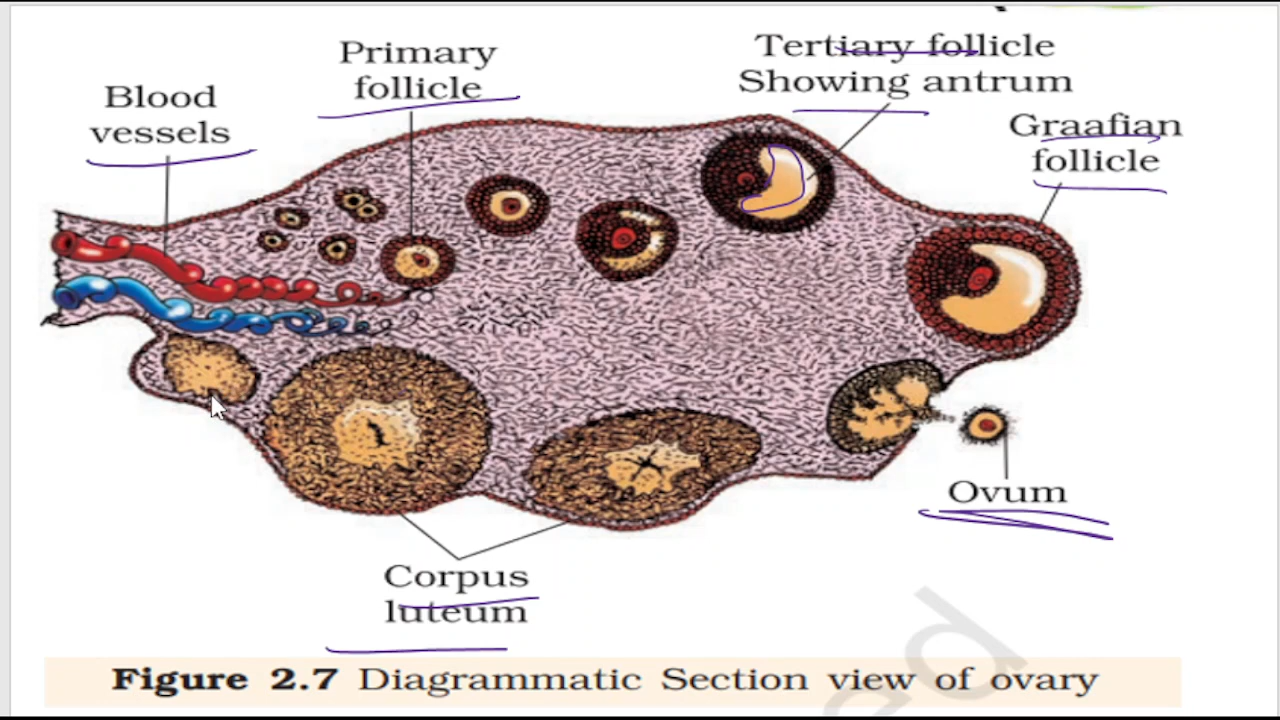 Primary
follicle
Tertiary follicle
Showing antrum
Blood
vessels
Graafian
follicle
Ovum
Corpus
luteum
Figure 2.7 Diagrammatic Section view of ovary